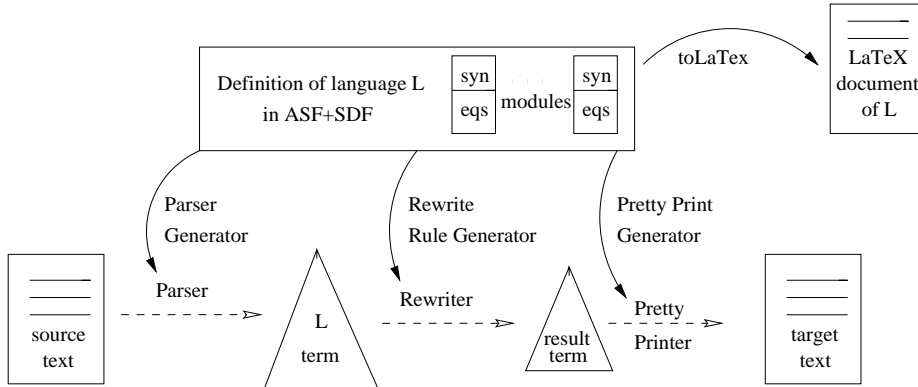 toLaTex
LaTeX
document
of L
Definition of language L
in ASF+SDF
syn
eqs
modules
syn
eqs
Parser
Generator
Rewrite
Rule Generator
Pretty Print
Generator
source
text
Parser
L
term
Rewriter
result
term
Pretty
Printer
target
text